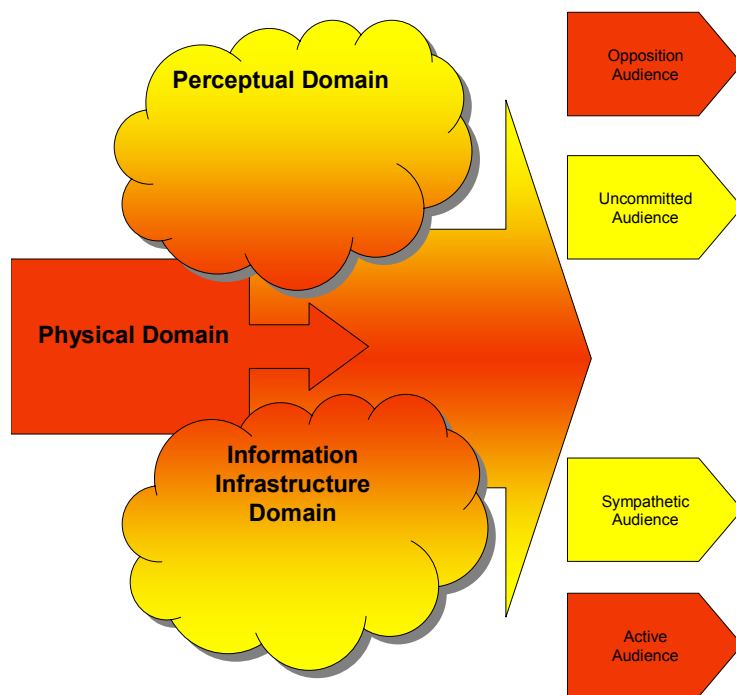 Perceptual Domain
Physical Domain
Information
Infrastructure
Domain
Opposition
Audience
Uncommitted
Audience
Sympathetic
Audience
Active
Audience